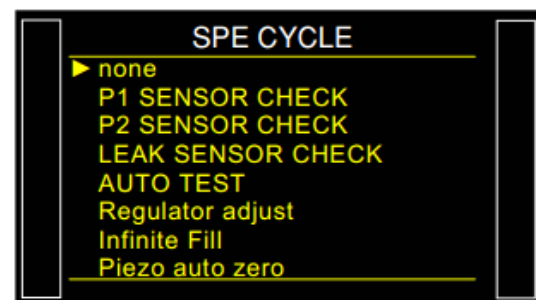 SPE CYCLE
none
P1 SENSOR CHECK
P2 SENSOR CHECK
LEAK SENSOR CHECK
AUTO TEST
Regulator adjust
Infinite Fill
Piezo auto zero